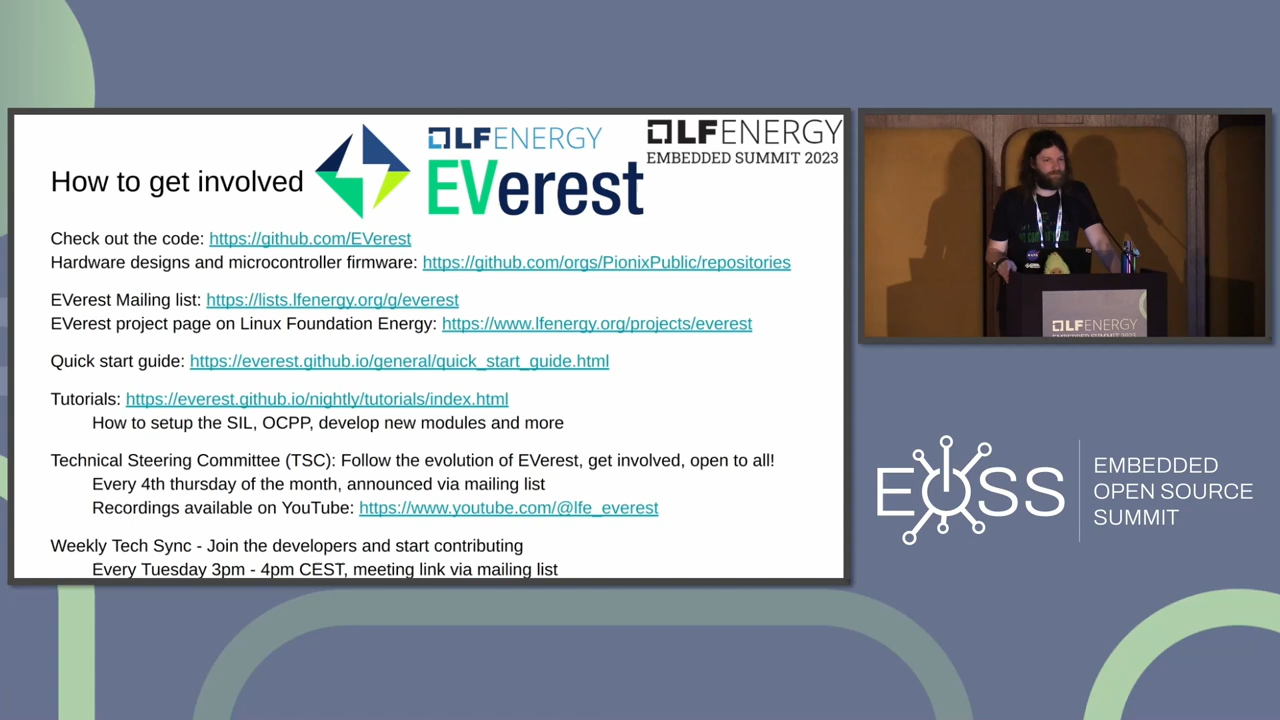 How to get involved
LFENERGY
EVerest
LFENERGY
EMBEDDED SUMMIT 2023
Check out the code: https://github.com/EVerest
Hardware designs and microcontroller firmware: https://github.com/orgs/PionixPublic/repositories
EVerest Mailing list: https://lists.lfenergy.org/g/everest
EVerest project page on Linux Foundation Energy: https://www.lfenergy.org/projects/everest
Quick start guide: https://everest.github.io/general/quick_start_guide.html
Tutorials: https://everest.github.io/nightly/tutorials/index.html
How to setup the SIL, OCPP, develop new modules and more
Technical Steering Committee (TSC): Follow the evolution of EVerest, get involved, open to all!
Every 4th thursday of the month, announced via mailing list
Recordings available on YouTube: https://www.youtube.com/@lfe_everest
Weekly Tech Sync - Join the developers and start contributing
Every Tuesday 3pm - 4pm CEST, meeting link via mailing list
LFENERGY
EMBEDDED SUMMIT 2023
EOSS
EMBEDDED
OPEN SOURCE
SUMMIT